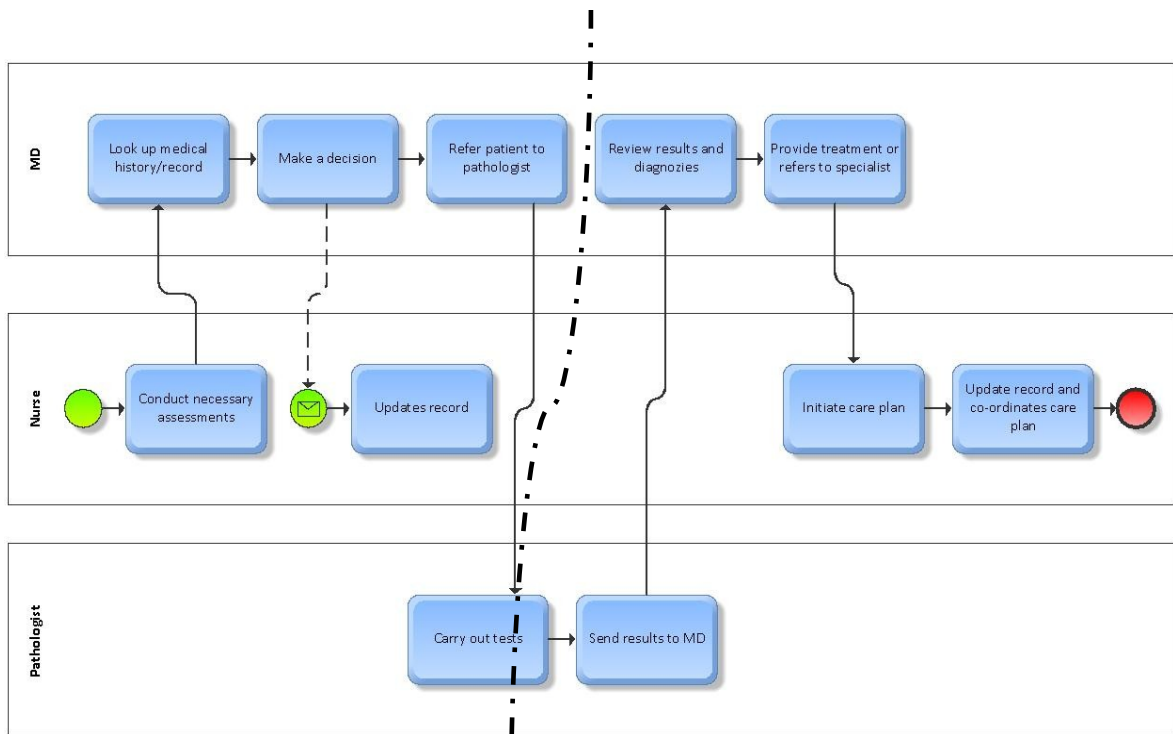 MD
Look up medical
history/record
Make a decision
Refer patient to
pathologist
Review results and
diagnozies
Provide treatment or
refers to specialist
Nurse
Conduct necessary
assessments
Updates record
Initiate care plan
Update record and
co-ordinates care
plan
Pathologist
Carry out tests
Send results to MD